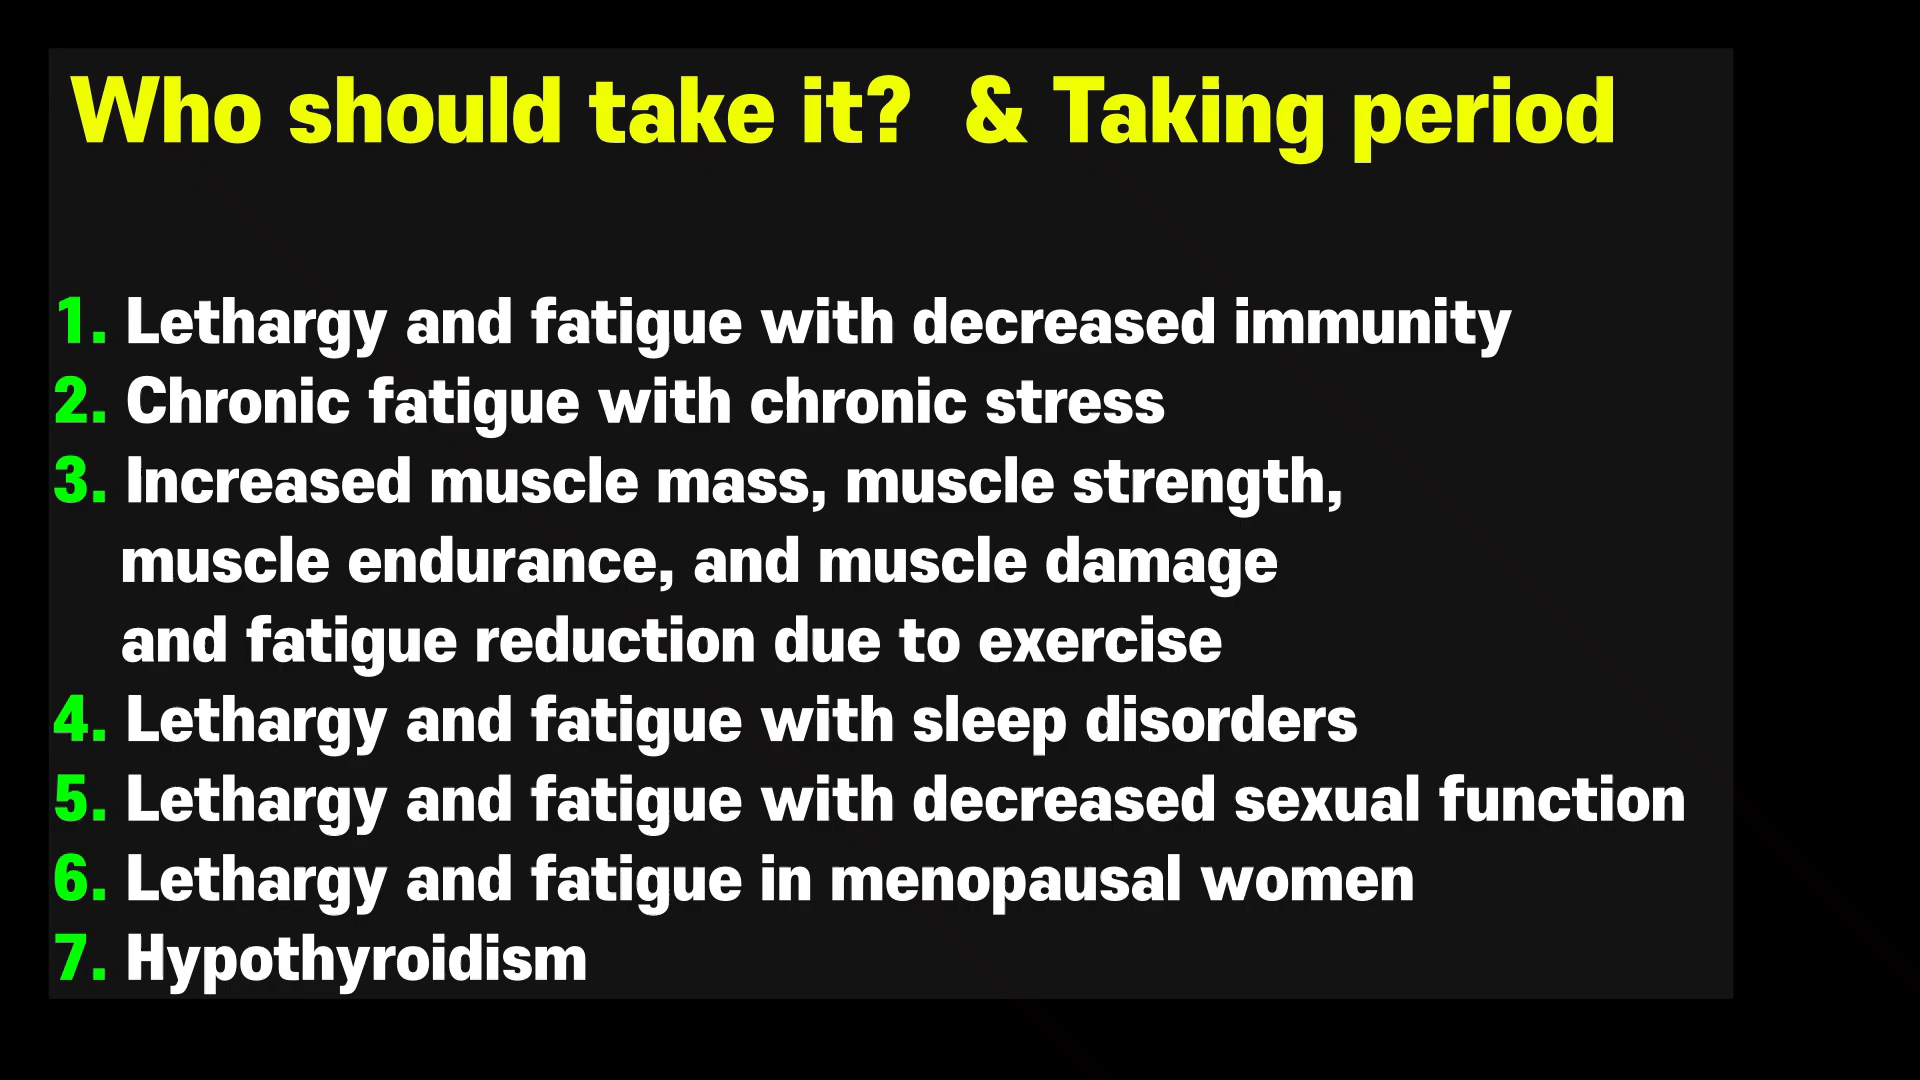 Who should take it?  & Taking period
1. Lethargy and fatigue with decreased immunity
2. Chronic fatigue with chronic stress
3. Increased muscle mass, muscle strength,
muscle endurance, and muscle damage
and fatigue reduction due to exercise
4. Lethargy and fatigue with sleep disorders
5. Lethargy and fatigue with decreased sexual function
6. Lethargy and fatigue in menopausal women
7. Hypothyroidism